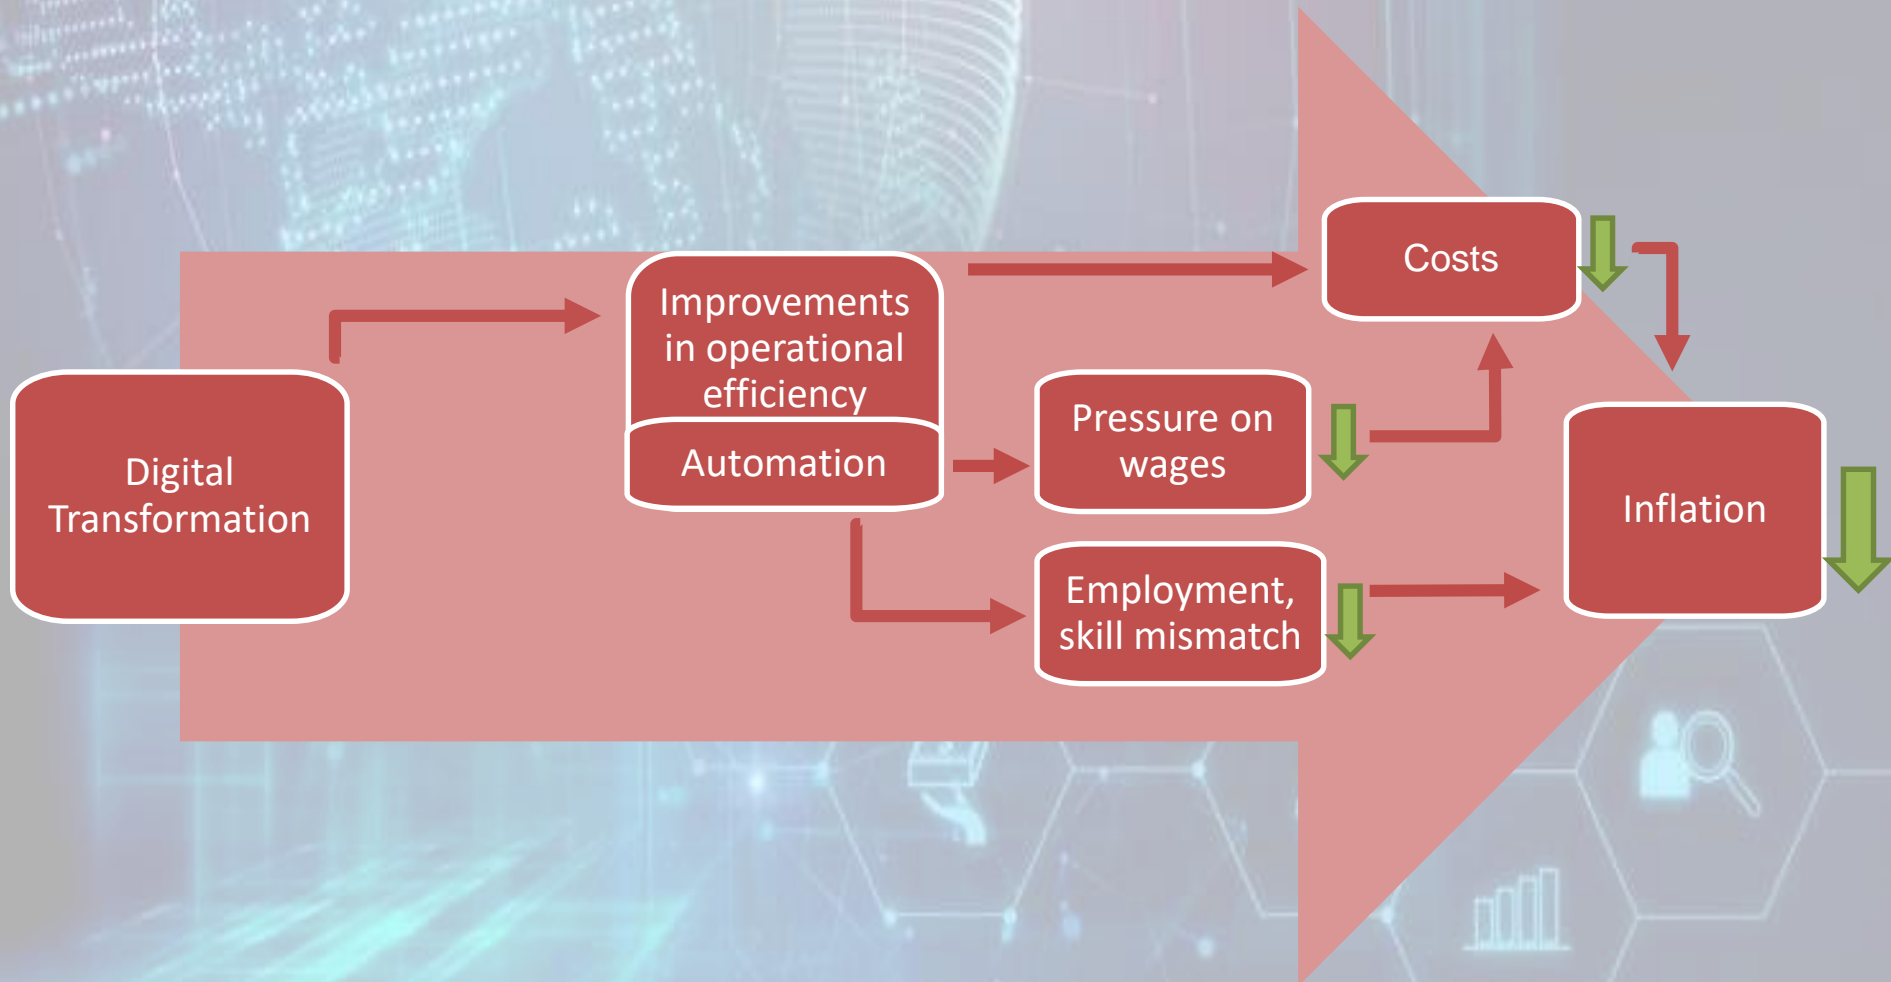 Digital
Transformation
Improvements
in operational
efficiency
Automation
Costs
Pressure on
wages
Employment,
skill mismatch
Inflation